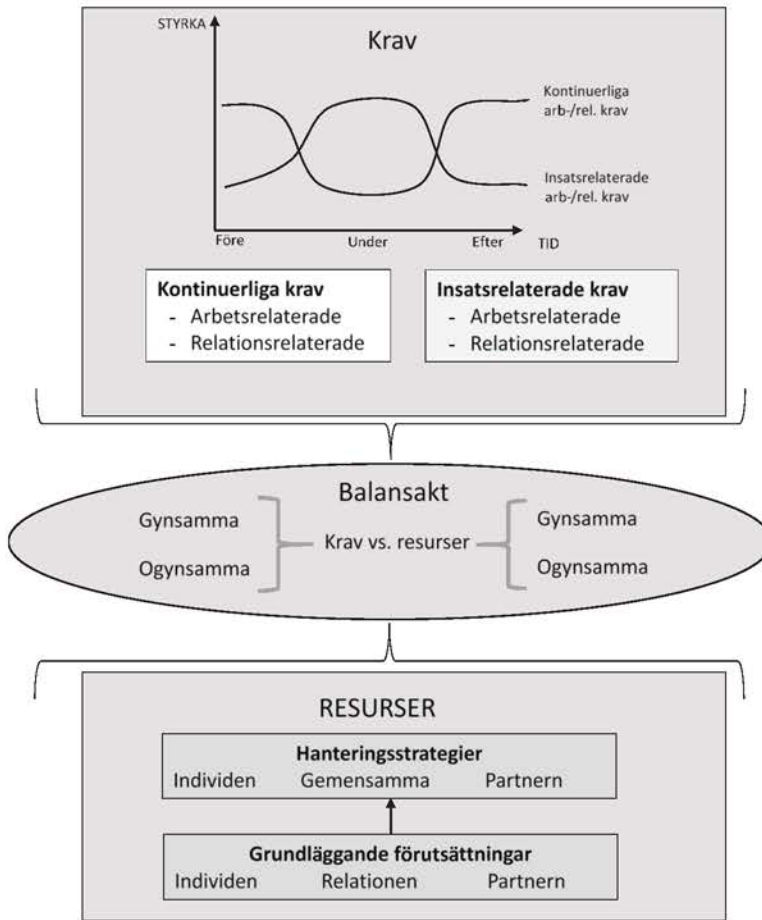 STYRKA
Krav
Kontinuerliga
arb-/rel. krav
Insatsrelaterade
arb-/rel. krav
Före Under Efter TID
Kontinuerliga krav
- Arbetsrelaterade
- Relationsrelaterade
Insatsrelaterade krav
- Arbetsrelaterade
- Relationsrelaterade
Balansakt
Gynsamma
Ogynsamma
Krav vs. resurser
Gynsamma
Ogynsamma
RESURSER
Hanteringsstrategier
Individen Gemensamma Partnern
Grundläggande förutsättningar
Individen Relationen Partnern